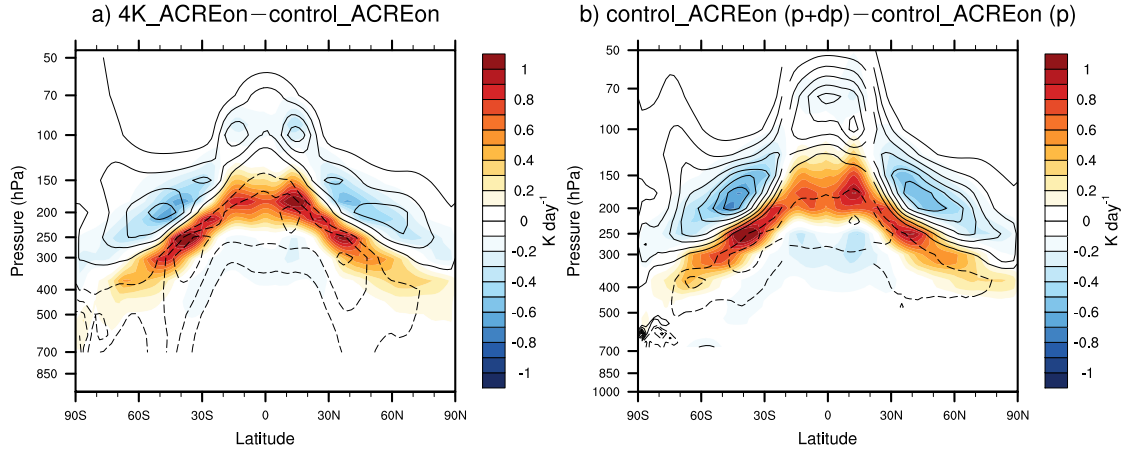 a) 4K_ACREon−control_ACREon
b) control_ACREon (p+dp)−control_ACREon (p)
50
70
100
150
200
250
300
400
500
700
850
Pressure (hPa)
90S
60S
30S
0
30N
60N
90N
Latitude
1
0.8
0.6
0.4
0.2
0
-0.2
-0.4
-0.6
-0.8
-1
K day-1
50
70
100
150
200
250
300
400
500
700
850
1000
Pressure (hPa)
90S
60S
30S
0
30N
60N
90N
Latitude
1
0.8
0.6
0.4
0.2
0
-0.2
-0.4
-0.6
-0.8
-1
K day-1